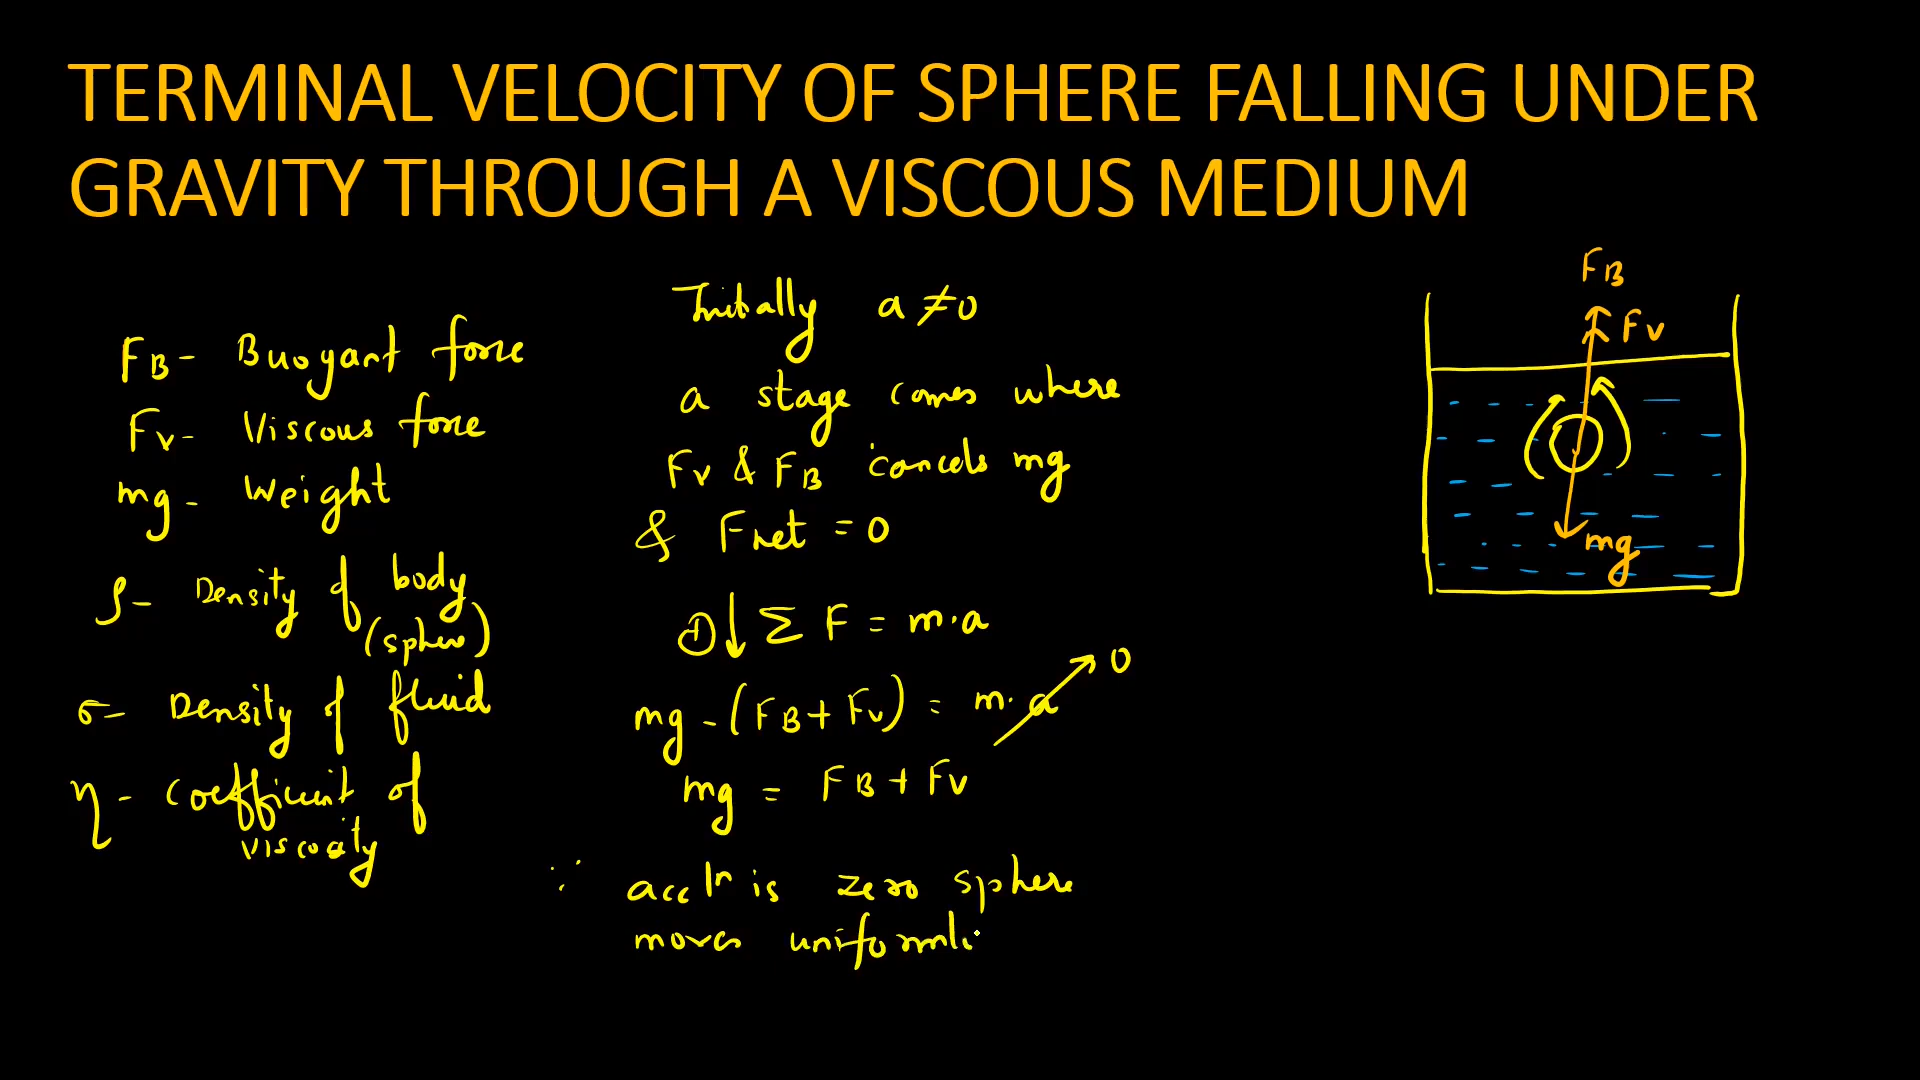 TERMINAL VELOCITY OF SPHERE FALLING UNDER
GRAVITY THROUGH A VISCOUS MEDIUM
FB - Buoyant force
Fv - Viscous force
mg - Weight
ρ - Density of body
(sphere)
σ - Density of fluid
η - coefficient of
viscosity
Initially a ≠ 0
a stage comes where
Fv & FB cancels mg
& Fnet = 0
⊕↓ Σ F = m·a
mg - (FB + Fv) = m·a → 0
mg = FB + Fv
∵ accln is zero sphere
moves uniformli
FB
Fv
mg